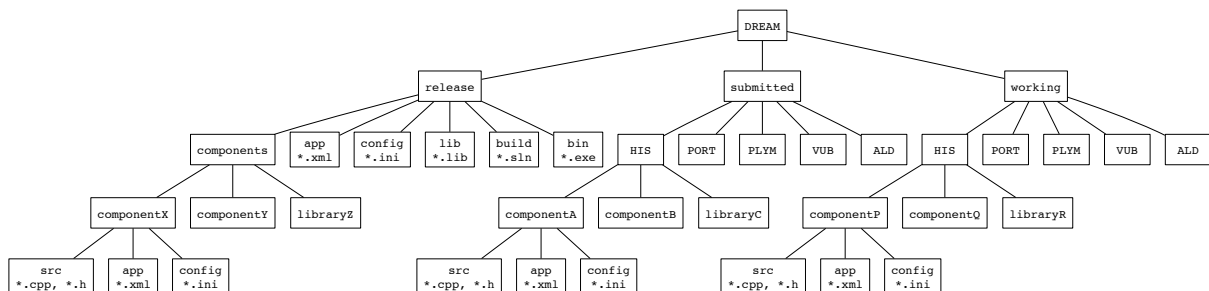 DREAM
release
submitted
working
components
app
*.xml
config
*.ini
lib
*.lib
build
*.sln
bin
*.exe
HIS
PORT
PLYM
VUB
ALD
HIS
PORT
PLYM
VUB
ALD
componentX
componentY
libraryZ
componentA
componentB
libraryC
componentP
componentQ
libraryR
src
*.cpp, *.h
app
*.xml
config
*.ini
src
*.cpp, *.h
app
*.xml
config
*.ini
src
*.cpp, *.h
app
*.xml
config
*.ini